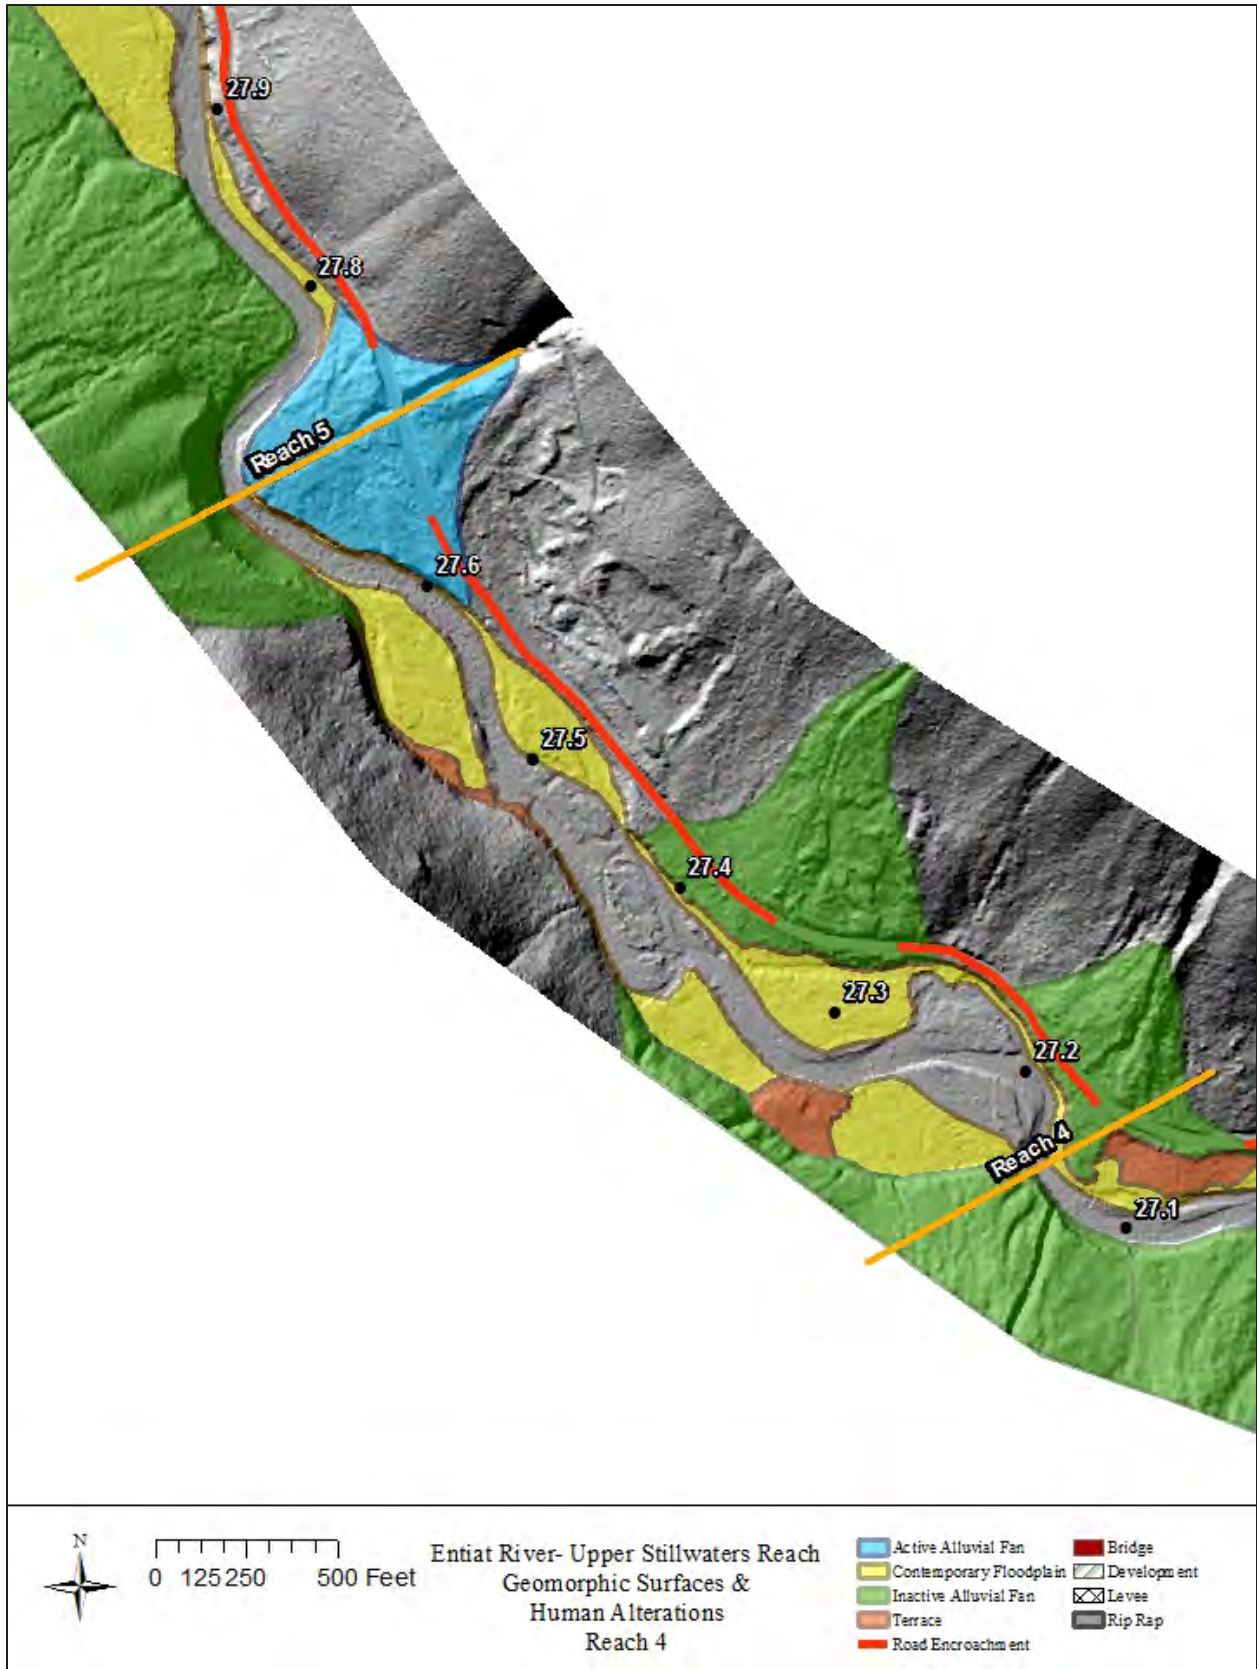 27.9
27.8
Reach 5
27.6
27.5
27.4
27.3
27.2
Reach 4
27.1
N
0 125 250 500 Feet
Entiat River- Upper Stillwaters Reach
Geomorphic Surfaces &
Human Alterations
Reach 4
Active Alluvial Fan
Contemporary Floodplain
Inactive Alluvial Fan
Terrace
Road Encroachment
Bridge
Development
Levee
Rip Rap